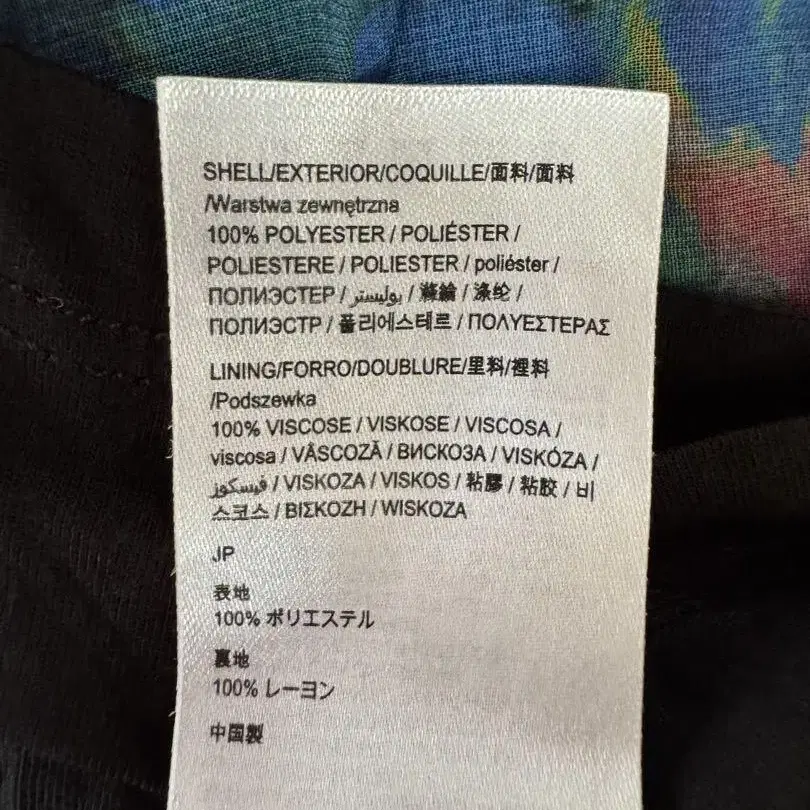 SHELL/EXTERIOR/COQUILLE/面料/面料
/Warstwa zewnętrzna
100% POLYESTER / POLIÉSTER /
POLIESTERE / POLIESTER / poliéster /
ПОЛИЭСТЕР / بوليستر / 滌綸 / 涤纶 /
ПОЛИЭСТР / 폴리에스테르 / ΠΟΛΥΕΣΤΕΡΑΣ
LINING/FORRO/DOUBLURE/里料/裡料
/Podszewka
100% VISCOSE / VISKOSE / VISCOSA /
viscosa / VÂSCOZĂ / ВИСКОЗА / VISKÓZA /
فيسكوز / VISKOZA / VISKOS / 粘膠 / 粘胶 / 비
스코스 / ΒΙΣΚΟΖΗ / WISKOZA
JP
表地
100% ポリエステル
裏地
100% レーヨン
中国製